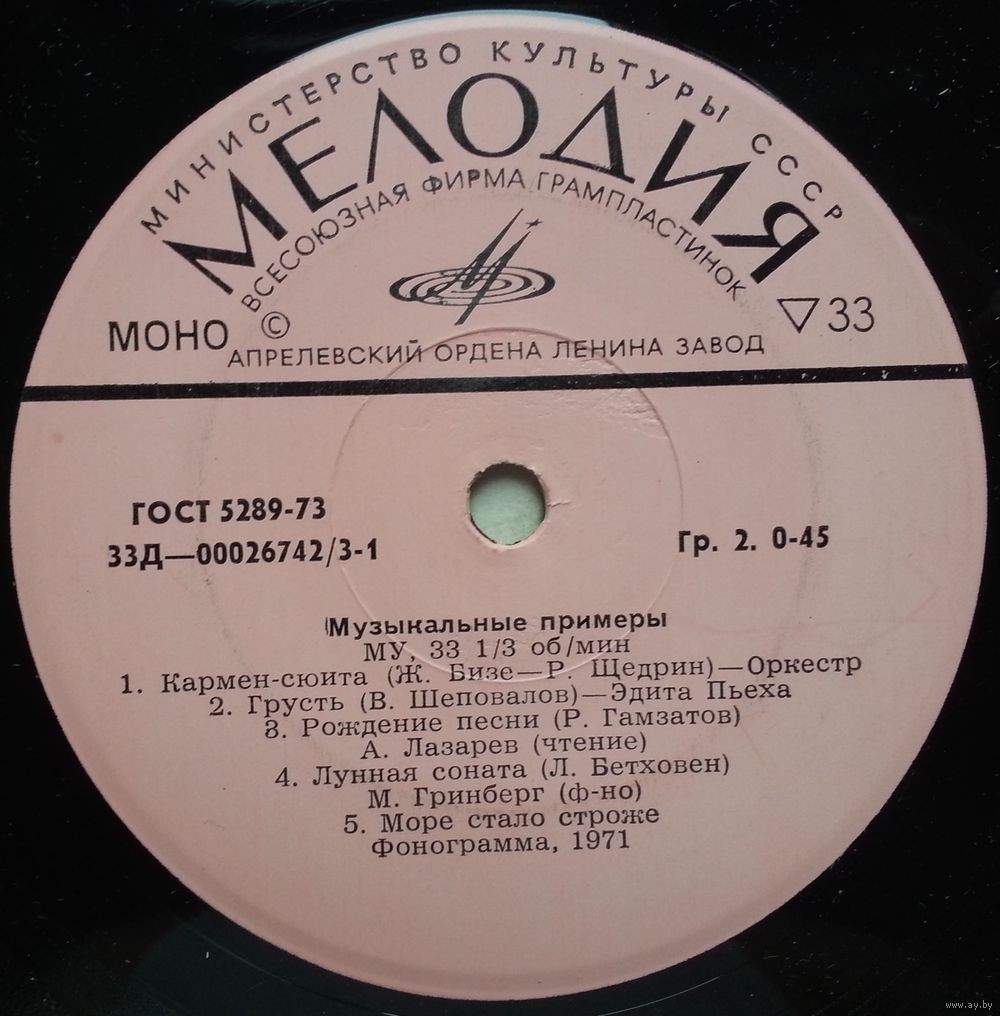 МИНИСТЕРСТВО КУЛЬТУРЫ СССР
МЕЛОДИЯ
ВСЕСОЮЗНАЯ ФИРМА ГРАМПЛАСТИНОК
МОНО
©
▽ 33
АПРЕЛЕВСКИЙ ОРДЕНА ЛЕНИНА ЗАВОД
ГОСТ 5289-73
33Д—00026742/3-1
Гр. 2. 0-45
Музыкальные примеры
МУ, 33 1/3 об/мин
1. Кармен-сюита (Ж. Бизе—Р. Щедрин)—Оркестр
2. Грусть (В. Шеповалов)—Эдита Пьеха
3. Рождение песни (Р. Гамзатов)
А. Лазарев (чтение)
4. Лунная соната (Л. Бетховен)
М. Гринберг (ф-но)
5. Море стало строже
Фонограмма, 1971
www.ay.by